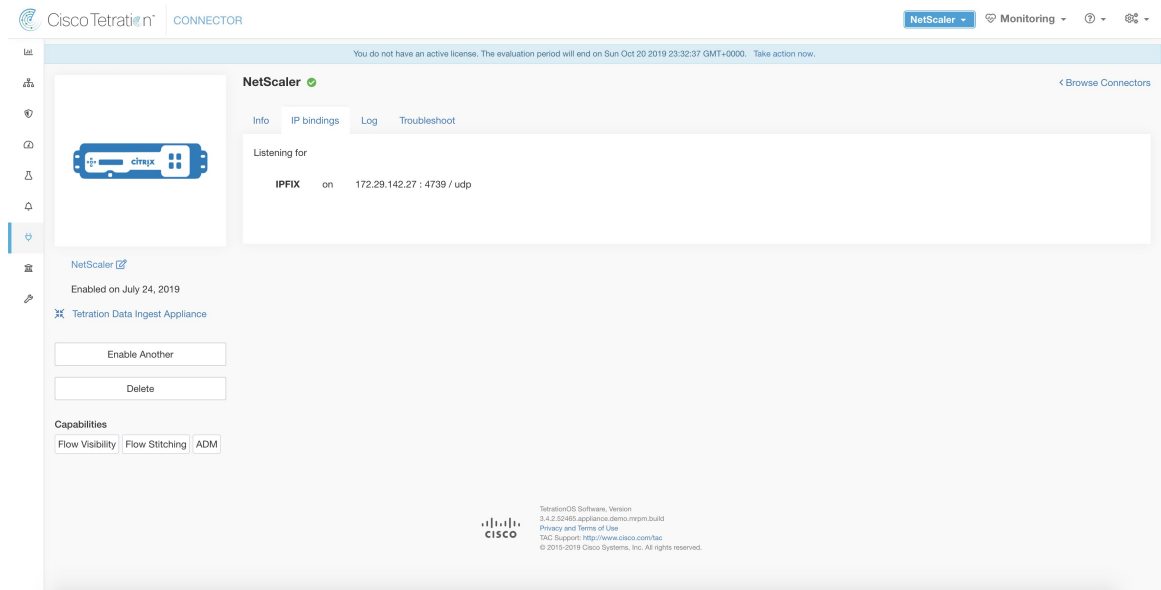 Cisco Tetration™ CONNECTOR
NetScaler
Monitoring
You do not have an active license. The evaluation period will end on Sun Oct 20 2019 23:32:37 GMT+0000. Take action now.
NetScaler
< Browse Connectors
Info IP bindings Log Troubleshoot
Listening for
IPFIX on 172.29.142.27 : 4739 / udp
CITRIX
NetScaler
Enabled on July 24, 2019
Tetration Data Ingest Appliance
Enable Another
Delete
Capabilities
Flow Visibility Flow Stitching ADM
CISCO
TetrationOS Software, Version
3.4.2.52465.appliance.demo.mrpm.build
Privacy and Terms of Use
TAC Support: http://www.cisco.com/tac
© 2015-2019 Cisco Systems, Inc. All rights reserved.